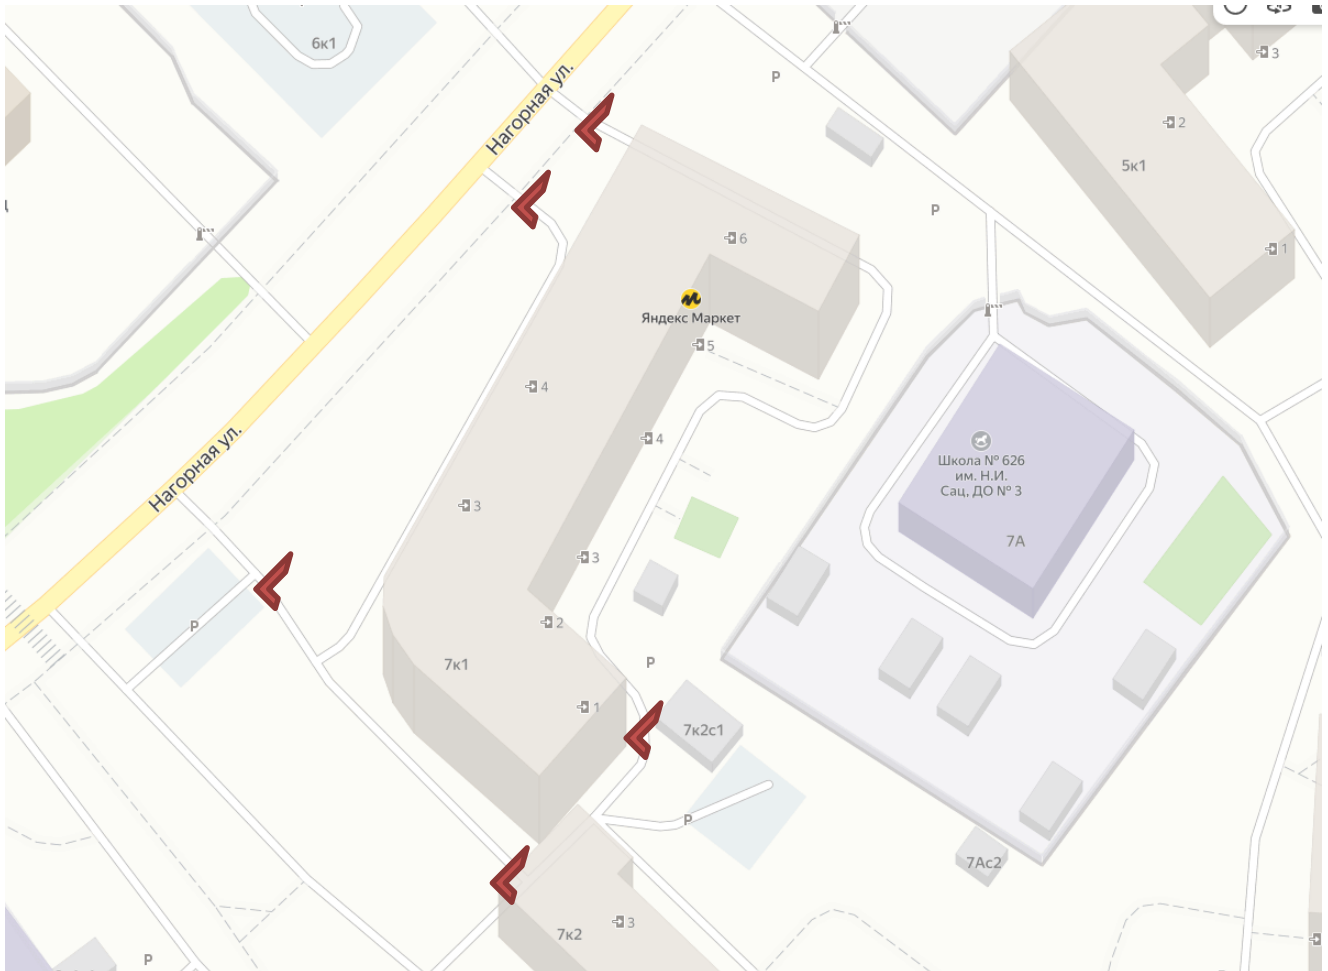 6к1
Нагорная ул.
P
3
2
5к1
P
6
1
Яндекс Маркет
5
4
4
Школа № 626
им. Н.И.
Сац, ДО № 3
Нагорная ул.
3
7А
3
P
2
7к1
P
1
7к2с1
P
7Ас2
3
7к2
P